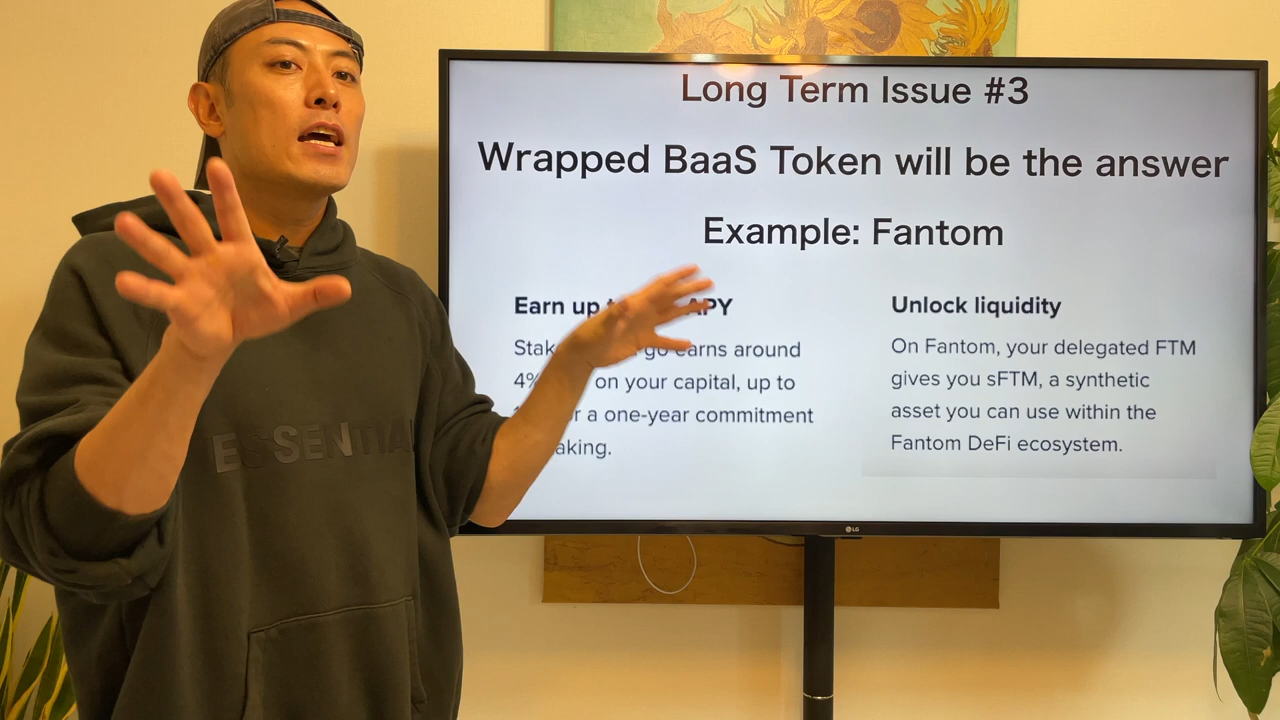 Long Term Issue #3
Wrapped BaaS Token will be the answer
Example: Fantom
Earn up APY
go earns around
4% on your capital, up to
a one-year commitment
Unlock liquidity
On Fantom, your delegated FTM
gives you sFTM, a synthetic
asset you can use within the
Fantom DeFi ecosystem.
ESSENTIAL
LG